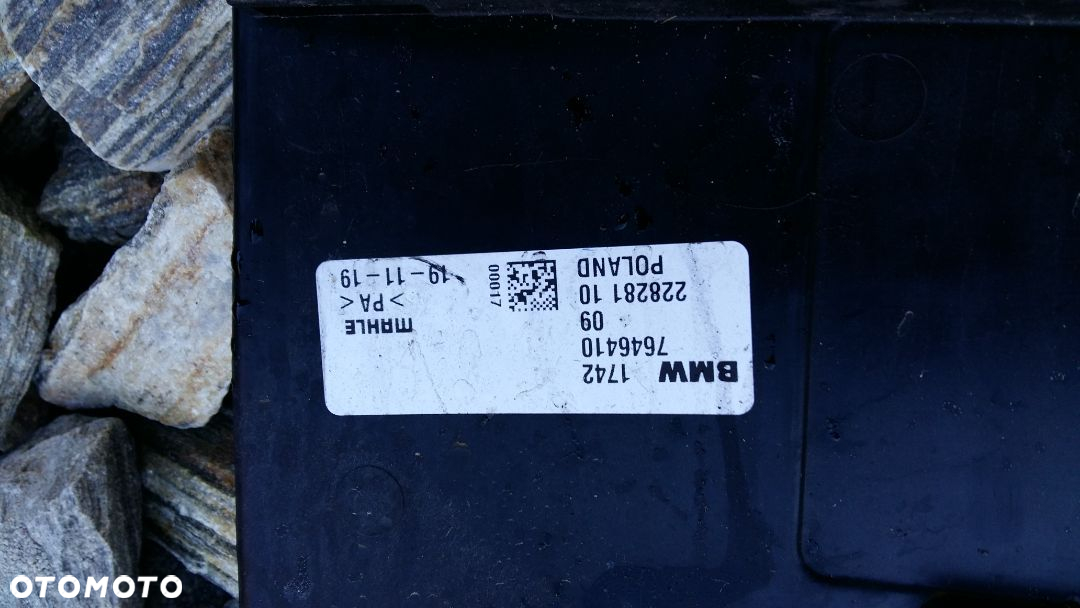 BMW 1742
7646410
09
228281 10
POLAND
MAHLE
>PA<
19-11-19
00017
OTOMOTO